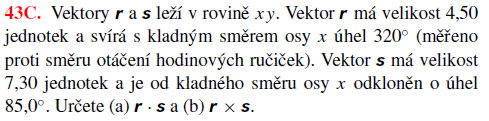 43C. Vektory r a s leží v rovině xy. Vektor r má velikost 4,50
jednotek a svírá s kladným směrem osy x úhel 320° (měřeno
proti směru otáčení hodinových ručiček). Vektor s má velikost
7,30 jednotek a je od kladného směru osy x odkloněn o úhel
85,0°. Určete (a) r · s a (b) r × s.